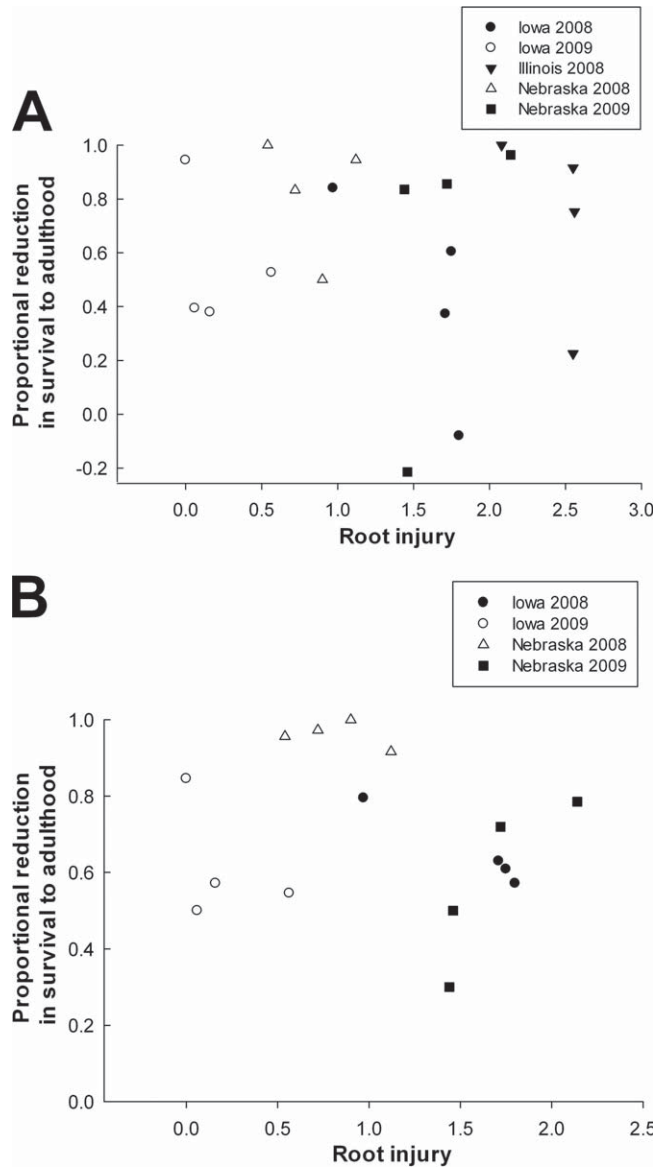 Iowa 2008
Iowa 2009
Illinois 2008
Nebraska 2008
Nebraska 2009
A
Proportional reduction
in survival to adulthood
1.0
0.8
0.6
0.4
0.2
0.0
-0.2
0.0 0.5 1.0 1.5 2.0 2.5 3.0
Root injury
B
Iowa 2008
Iowa 2009
Nebraska 2008
Nebraska 2009
Proportional reduction
in survival to adulthood
1.0
0.8
0.6
0.4
0.2
0.0
0.0 0.5 1.0 1.5 2.0 2.5
Root injury